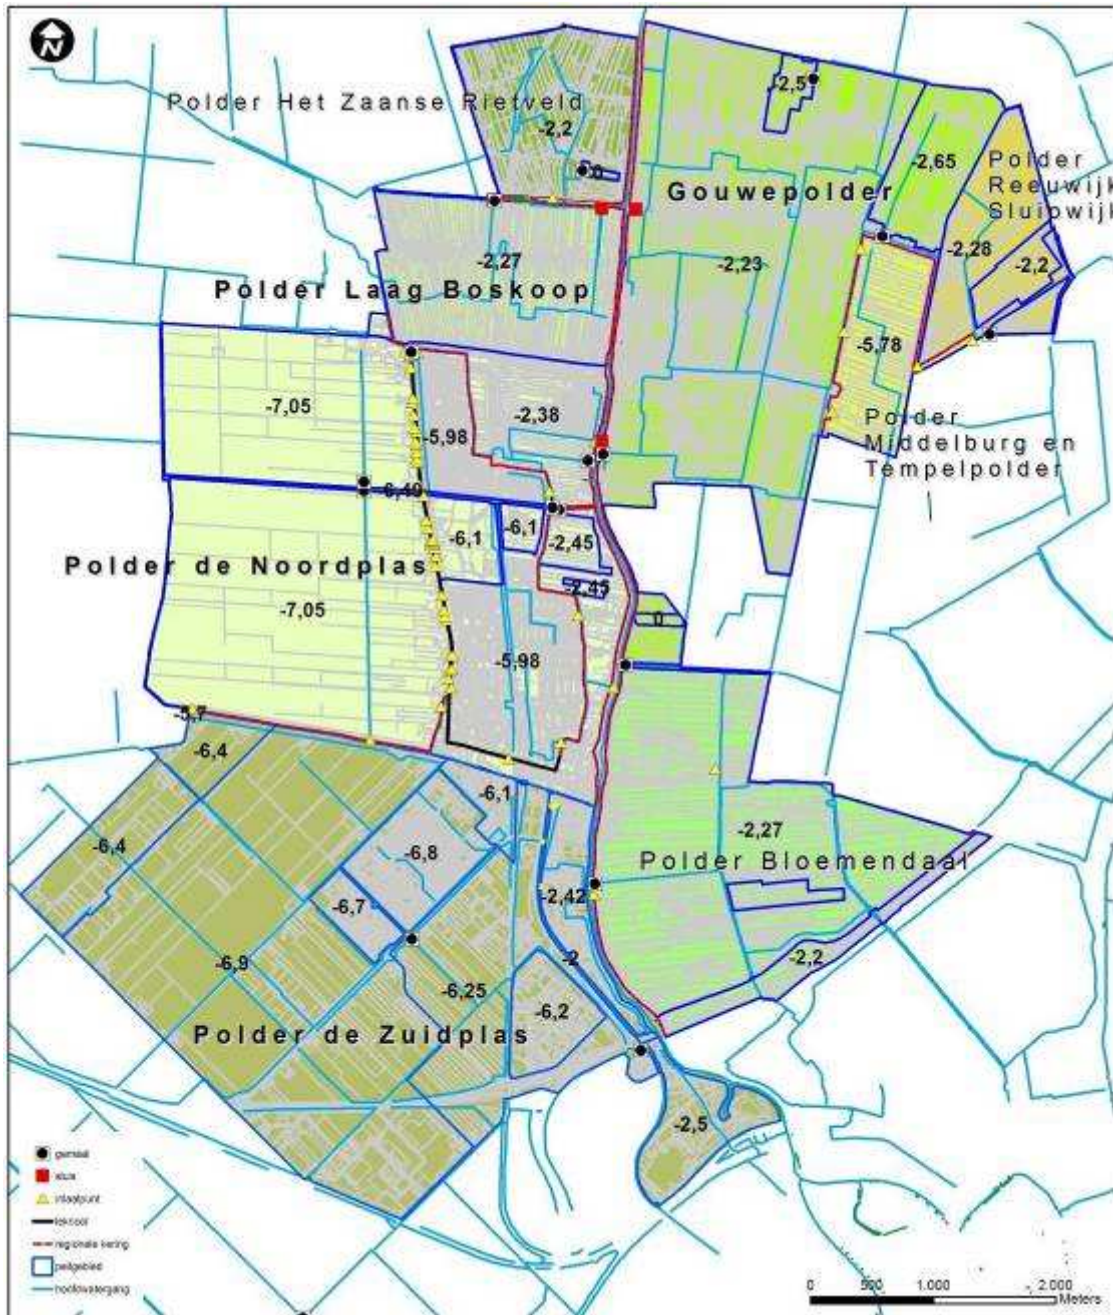 N
Polder Het Zaanse Rietveld
-2,2
-2,5
-2,65
Polder
Reeuwijk
Sluipwijk
Gouwepolder
-2,28
-2,2
-2,27
-2,23
Polder Laag Boskoop
-5,78
-7,05
-5,98
-2,38
Polder
Middelburg en
Tempelpolder
-6,1
-6,1
-2,45
Polder de Noordplas
-2,45
-7,05
-5,98
-5,7
-6,4
-6,1
-6,4
-6,8
-2,27
Polder Bloemendaal
-6,7
-2,42
-6,9
-2
-2,2
-6,25
-6,2
Polder de Zuidplas
-2,5
gemaal
sluis
inlaatpunt
regionale kering
peilgebied
hoofdwatergang
0 500 1.000 2.000
Meters